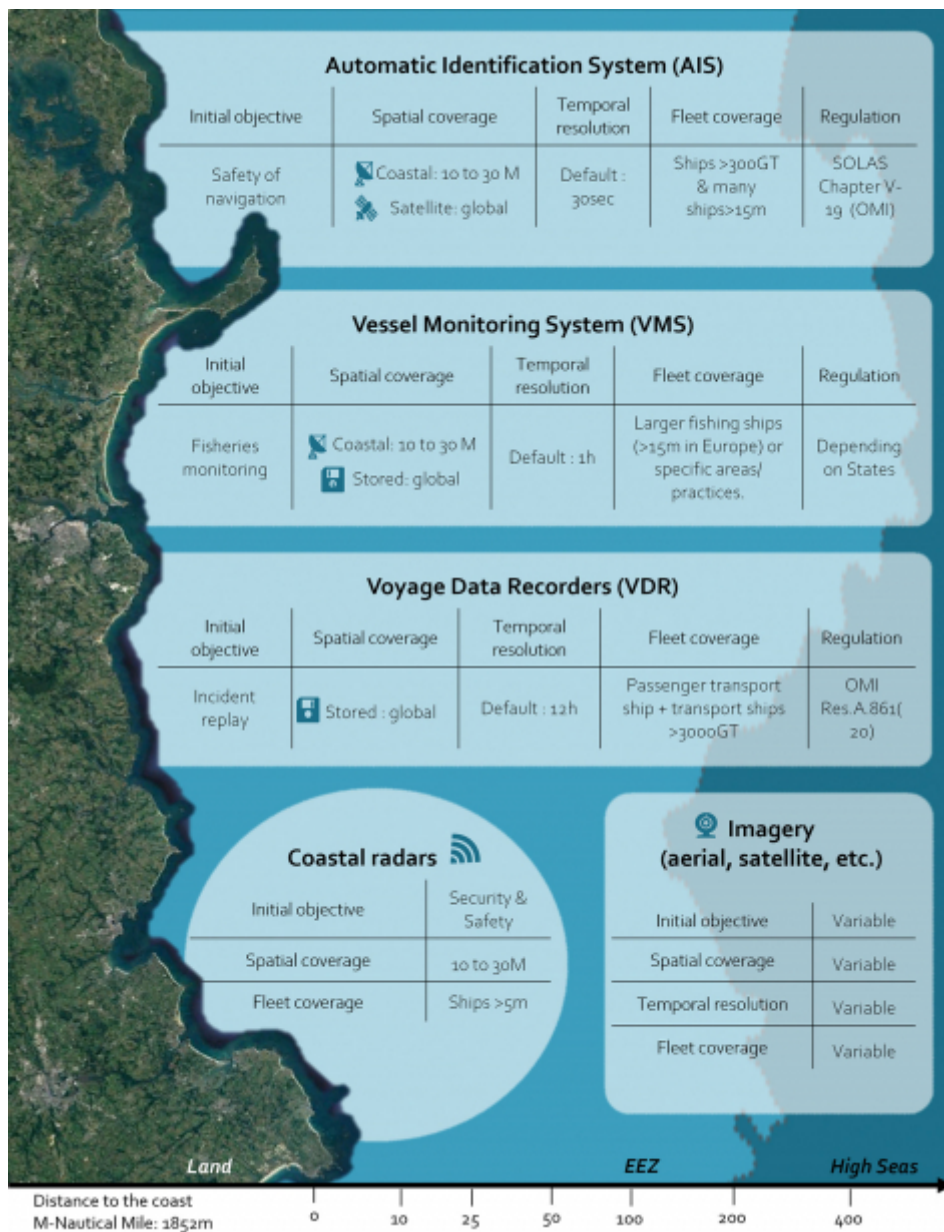 Automatic Identification System (AIS)
Initial objective
Spatial coverage
Temporal
resolution
Fleet coverage
Regulation
Safety of
navigation
Coastal: 10 to 30 M
Satellite: global
Default :
30sec
Ships >300GT
& many
ships>15m
SOLAS
Chapter V-
19 (OMI)
Vessel Monitoring System (VMS)
Initial
objective
Spatial coverage
Temporal
resolution
Fleet coverage
Regulation
Fisheries
monitoring
Coastal: 10 to 30 M
Stored: global
Default : 1h
Larger fishing ships
(>15m in Europe) or
specific areas/
practices.
Depending
on States
Voyage Data Recorders (VDR)
Initial
objective
Spatial coverage
Temporal
resolution
Fleet coverage
Regulation
Incident
replay
Stored : global
Default : 12h
Passenger transport
ship + transport ships
>3000GT
OMI
Res.A.861(
20)
Coastal radars
Initial objective
Security &
Safety
Spatial coverage
10 to 30M
Fleet coverage
Ships >5m
Imagery
(aerial, satellite, etc.)
Initial objective
Variable
Spatial coverage
Variable
Temporal resolution
Variable
Fleet coverage
Variable
Land
EEZ
High Seas
Distance to the coast
M-Nautical Mile: 1852m
0
10
25
50
100
200
400